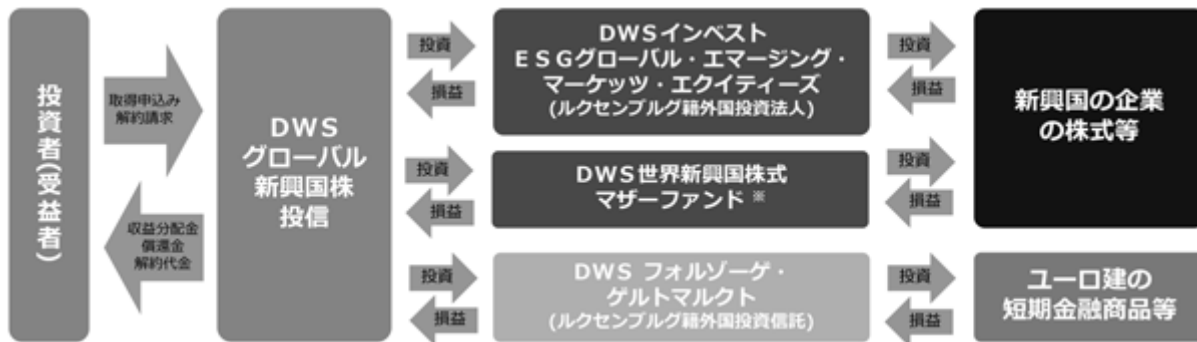 投資者(受益者)
取得申込み
解約請求
収益分配金
償還金
解約代金
DWS
グローバル
新興国株
投信
投資
損益
DWSインベスト
ESGグローバル・エマージング・
マーケッツ・エクイティーズ
(ルクセンブルグ籍外国投資法人)
投資
損益
新興国の企業
の株式等
投資
損益
DWS世界新興国株式
マザーファンド ※
投資
損益
投資
損益
DWS フォルゾーゲ・
ゲルトマルクト
(ルクセンブルグ籍外国投資信託)
投資
損益
ユーロ建の
短期金融商品等